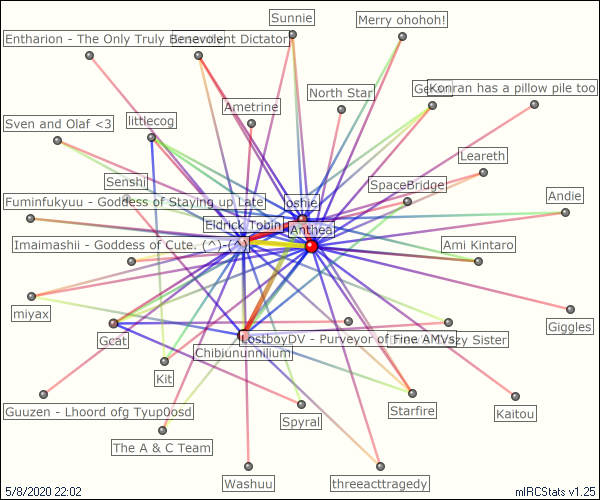 Sunnie
Merry ohohoh!
Entharion - The Only Truly Benevolent Dictator
Konran has a pillow pile too
North Star
Ametrine
littlecog
Sven and Olaf <3
Leareth
Senshi
SpaceBridge
Andie
Fuminfukyuu - Goddess of Staying up Late
oshie
Eldrick Tobin
Anthea
Imaimashii - Goddess of Cute. (^)-(^)
Ami Kintaro
miyax
Giggles
Gcat
LostboyDV - Purveyor of Fine AMVs
zy Sister
Chibiununnilium
Kit
Guuzen - Lhoord ofg Tyup0osd
Starfire
Kaitou
Spyral
The A & C Team
Washuu
threeacttragedy
5/8/2020 22:02
mIRCStats v1.25